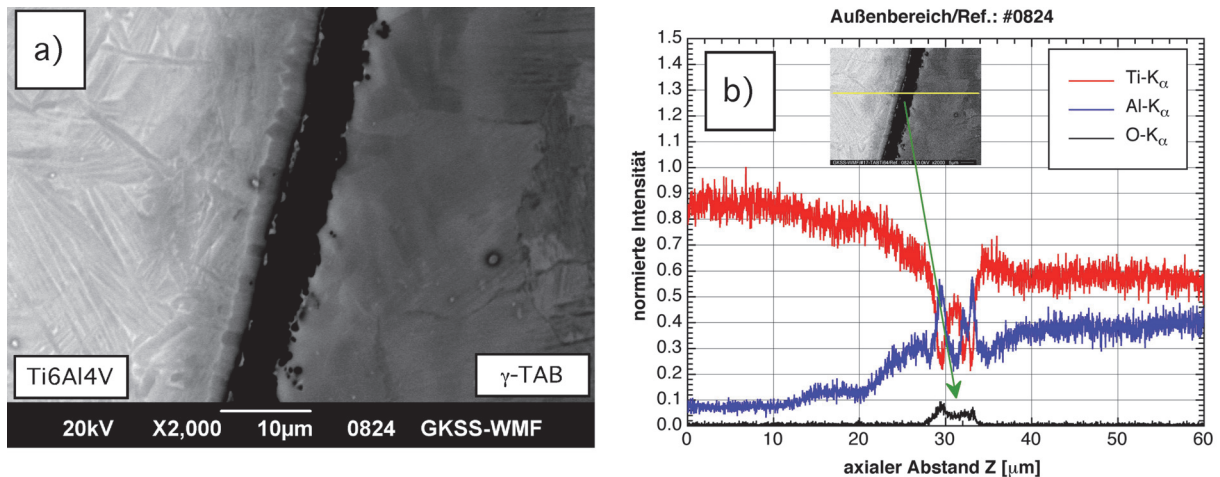 a)
Ti6Al4V
γ-TAB
20kV X2,000 10µm 0824 GKSS-WMF
Außenbereich/Ref.: #0824
b)
Ti-Kα
Al-Kα
O-Kα
normierte Intensität
1.5
1.4
1.3
1.2
1.1
1.0
0.9
0.8
0.7
0.6
0.5
0.4
0.3
0.2
0.1
0.0
0 10 20 30 40 50 60
axialer Abstand Z [µm]